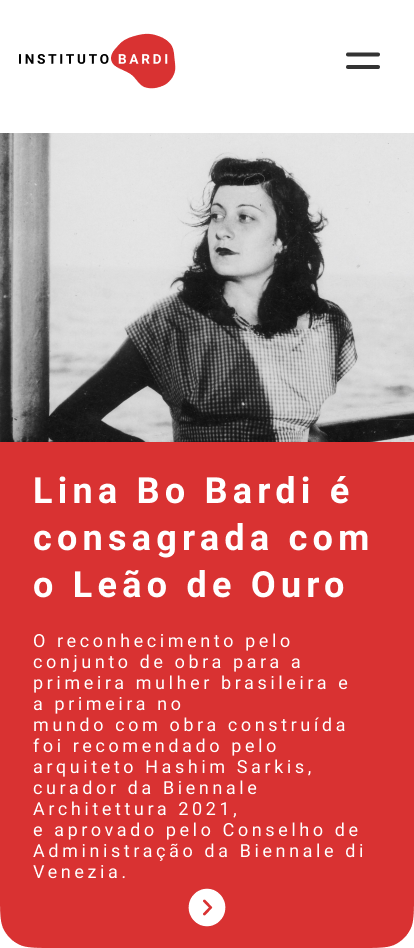 INSTITUTO BARDI
Lina Bo Bardi é
consagrada com
o Leão de Ouro
O reconhecimento pelo
conjunto de obra para a
primeira mulher brasileira e
a primeira no
mundo com obra construída
foi recomendado pelo
arquiteto Hashim Sarkis,
curador da Biennale
Architettura 2021,
e aprovado pelo Conselho de
Administração da Biennale di
Venezia.